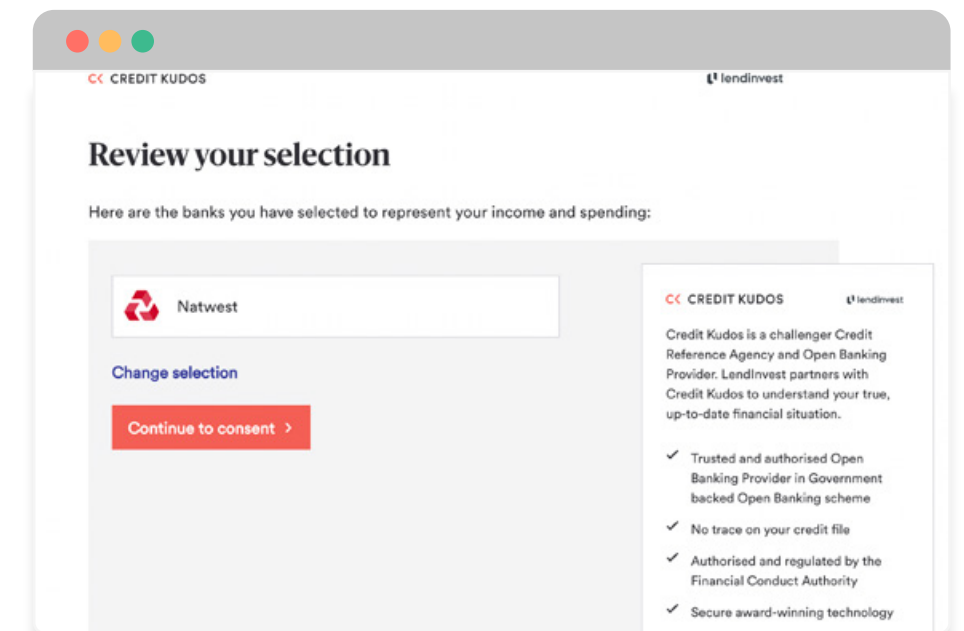 CREDIT KUDOS
lendinvest
Review your selection
Here are the banks you have selected to represent your income and spending:
Natwest
Change selection
Continue to consent
CREDIT KUDOS
lendinvest
Credit Kudos is a challenger Credit
Reference Agency and Open Banking
Provider. LendInvest partners with
Credit Kudos to understand your true,
up-to-date financial situation.
Trusted and authorised Open
Banking Provider in Government
backed Open Banking scheme
No trace on your credit file
Authorised and regulated by the
Financial Conduct Authority
Secure award-winning technology